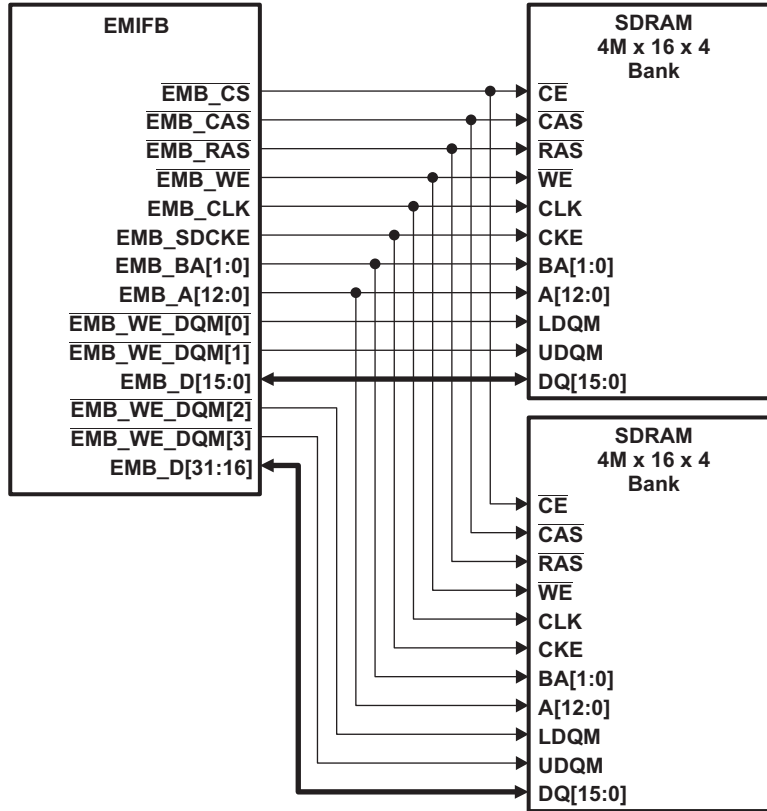 EMIFB
EMB_CS
EMB_CAS
EMB_RAS
EMB_WE
EMB_CLK
EMB_SDCKE
EMB_BA[1:0]
EMB_A[12:0]
EMB_WE_DQM[0]
EMB_WE_DQM[1]
EMB_D[15:0]
EMB_WE_DQM[2]
EMB_WE_DQM[3]
EMB_D[31:16]
SDRAM
4M x 16 x 4
Bank
CE
CAS
RAS
WE
CLK
CKE
BA[1:0]
A[12:0]
LDQM
UDQM
DQ[15:0]
SDRAM
4M x 16 x 4
Bank
CE
CAS
RAS
WE
CLK
CKE
BA[1:0]
A[12:0]
LDQM
UDQM
DQ[15:0]